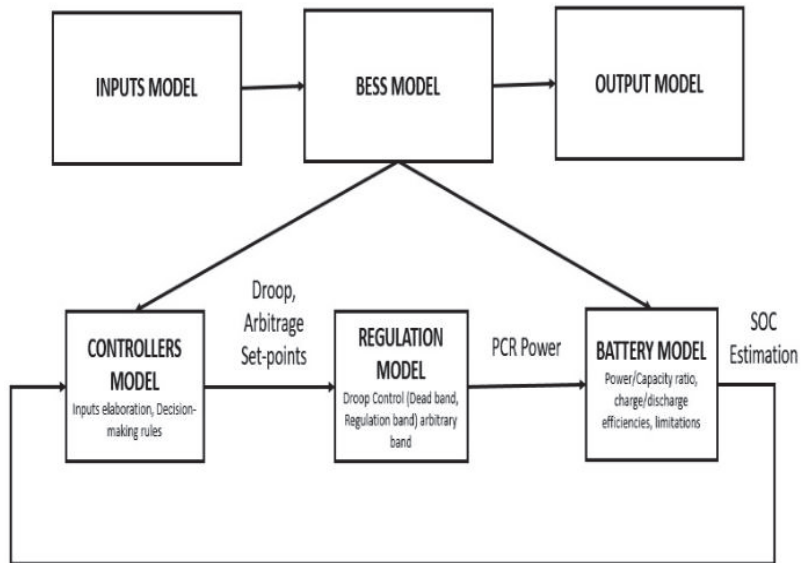 INPUTS MODEL
BESS MODEL
OUTPUT MODEL
CONTROLLERS
MODEL
Inputs elaboration, Decision-
making rules
Droop,
Arbitrage
Set-points
REGULATION
MODEL
Droop Control (Dead band,
Regulation band) arbitrary
band
PCR Power
BATTERY MODEL
Power/Capacity ratio,
charge/discharge
efficiencies, limitations
SOC
Estimation